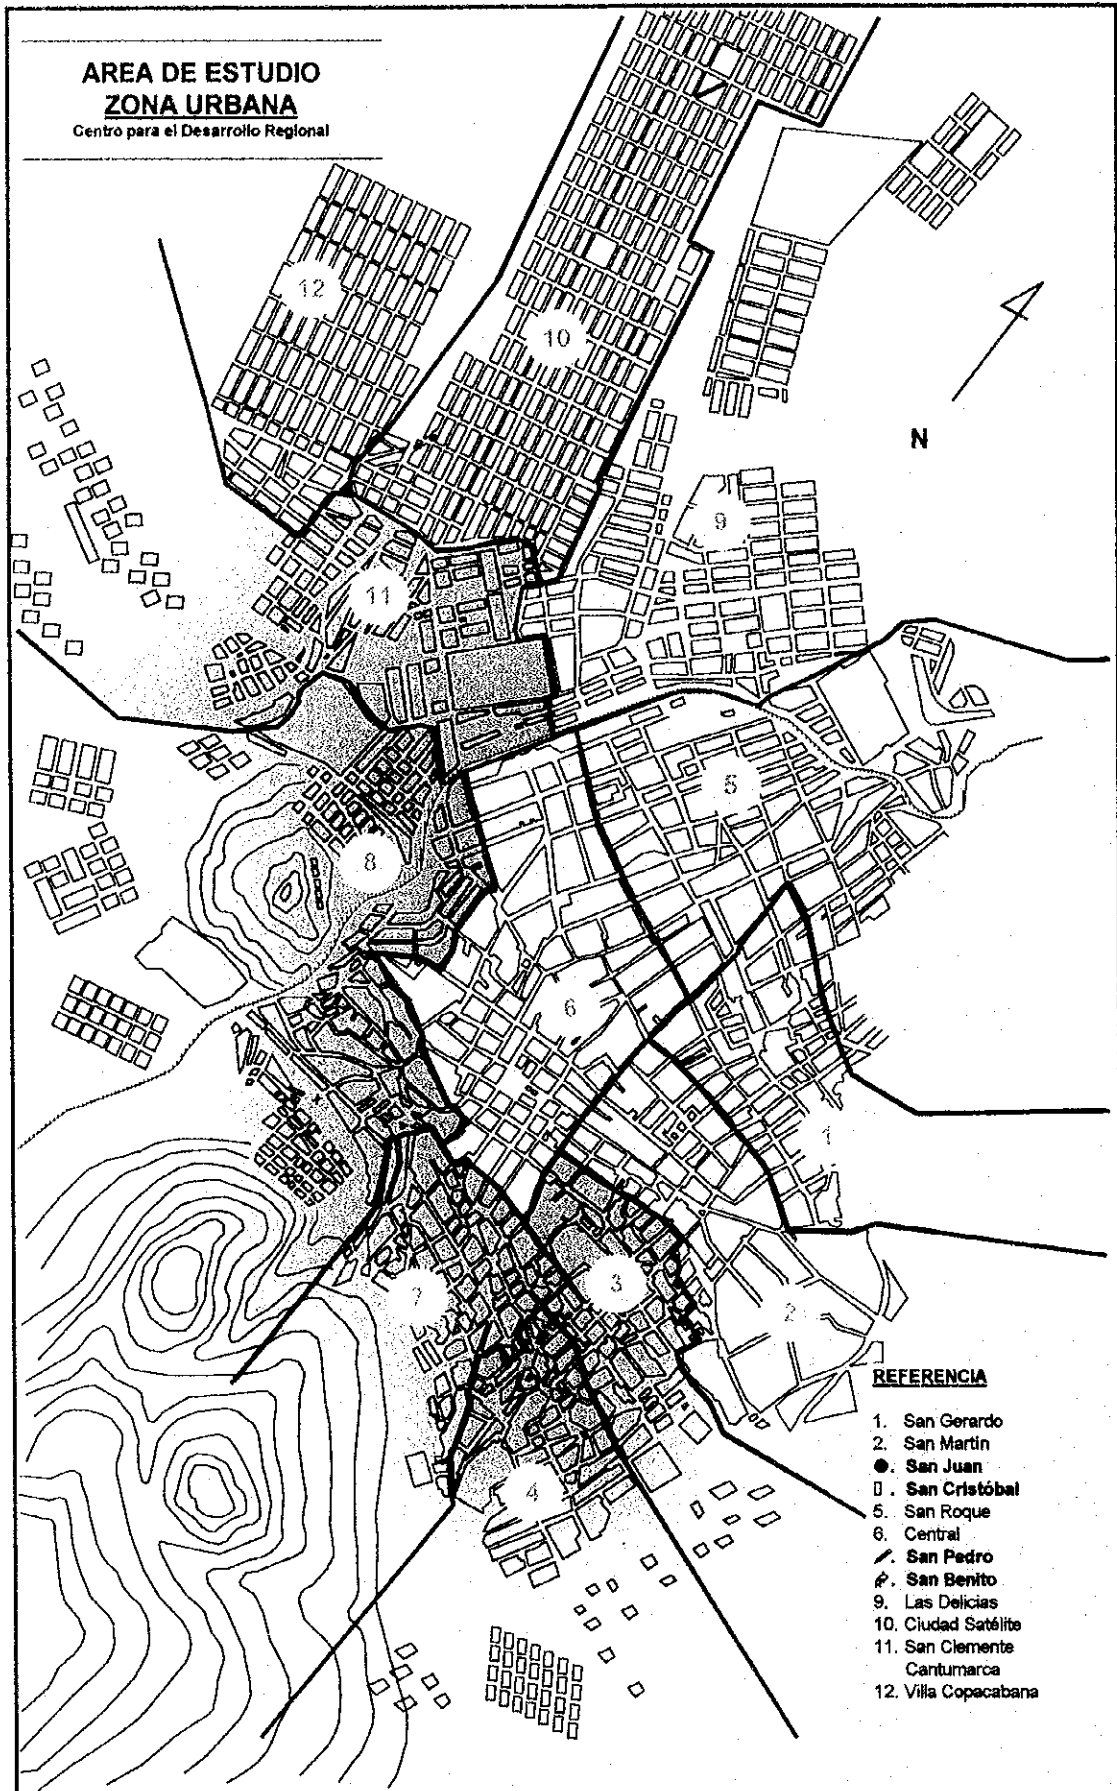 AREA DE ESTUDIO
ZONA URBANA
Centro para el Desarrollo Regional
12
10
N
9
11
5
8
6
1
3
7
2
4
REFERENCIA
1. San Gerardo
2. San Martin
●. San Juan
▯. San Cristóbal
5. San Roque
6. Central
. San Pedro
. San Benito
9. Las Delicias
10. Ciudad Satélite
11. San Clemente
Cantumarca
12. Villa Copacabana